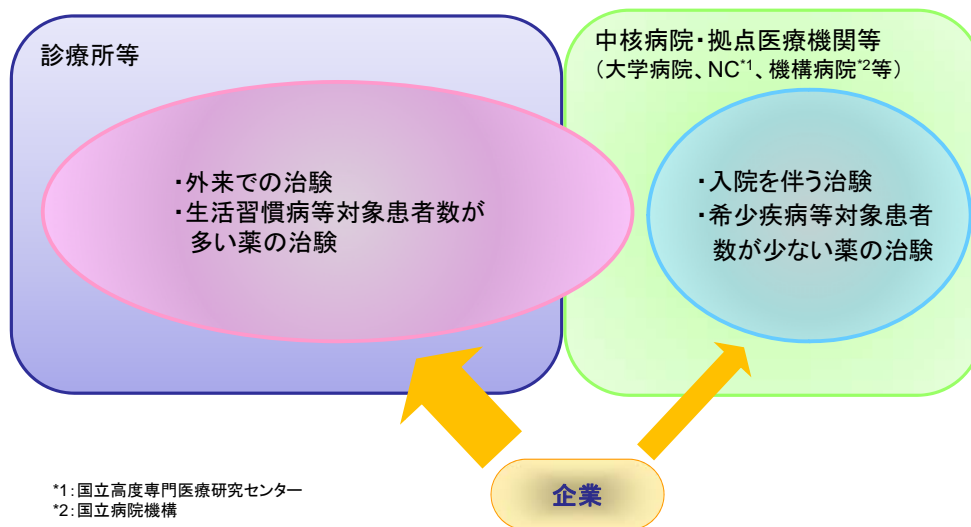 診療所等
中核病院・拠点医療機関等
（大学病院、NC*1、機構病院*2等）
・外来での治験
・生活習慣病等対象患者数が
多い薬の治験
・入院を伴う治験
・希少疾病等対象患者
数が少ない薬の治験
企業
*1：国立高度専門医療研究センター
*2：国立病院機構